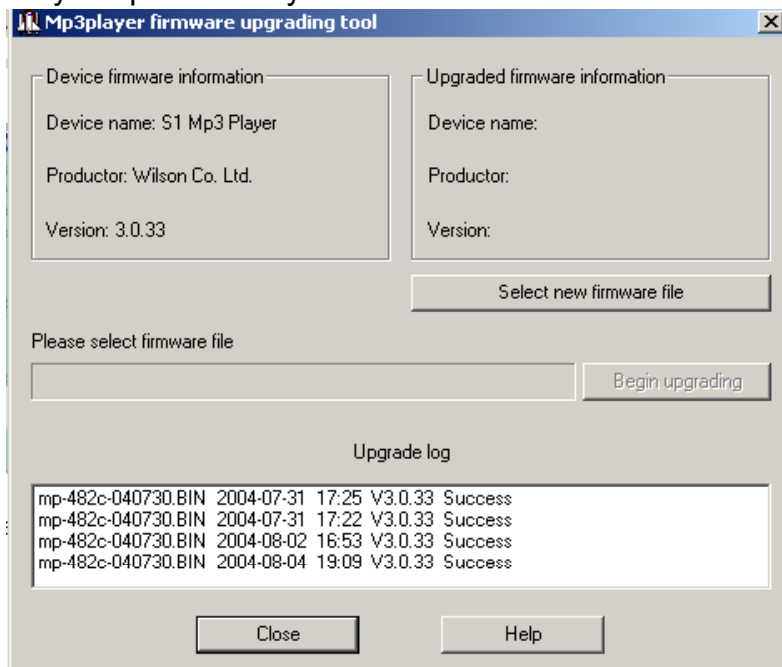 Mp3player firmware upgrading tool
Device firmware information
Device name: S1 Mp3 Player
Productor: Wilson Co. Ltd.
Version: 3.0.33
Upgraded firmware information
Device name:
Productor:
Version:
Select new firmware file
Please select firmware file
Begin upgrading
Upgrade log
mp-482c-040730.BIN 2004-07-31 17:25 V3.0.33 Success
mp-482c-040730.BIN 2004-07-31 17:22 V3.0.33 Success
mp-482c-040730.BIN 2004-08-02 16:53 V3.0.33 Success
mp-482c-040730.BIN 2004-08-04 19:09 V3.0.33 Success
Close
Help